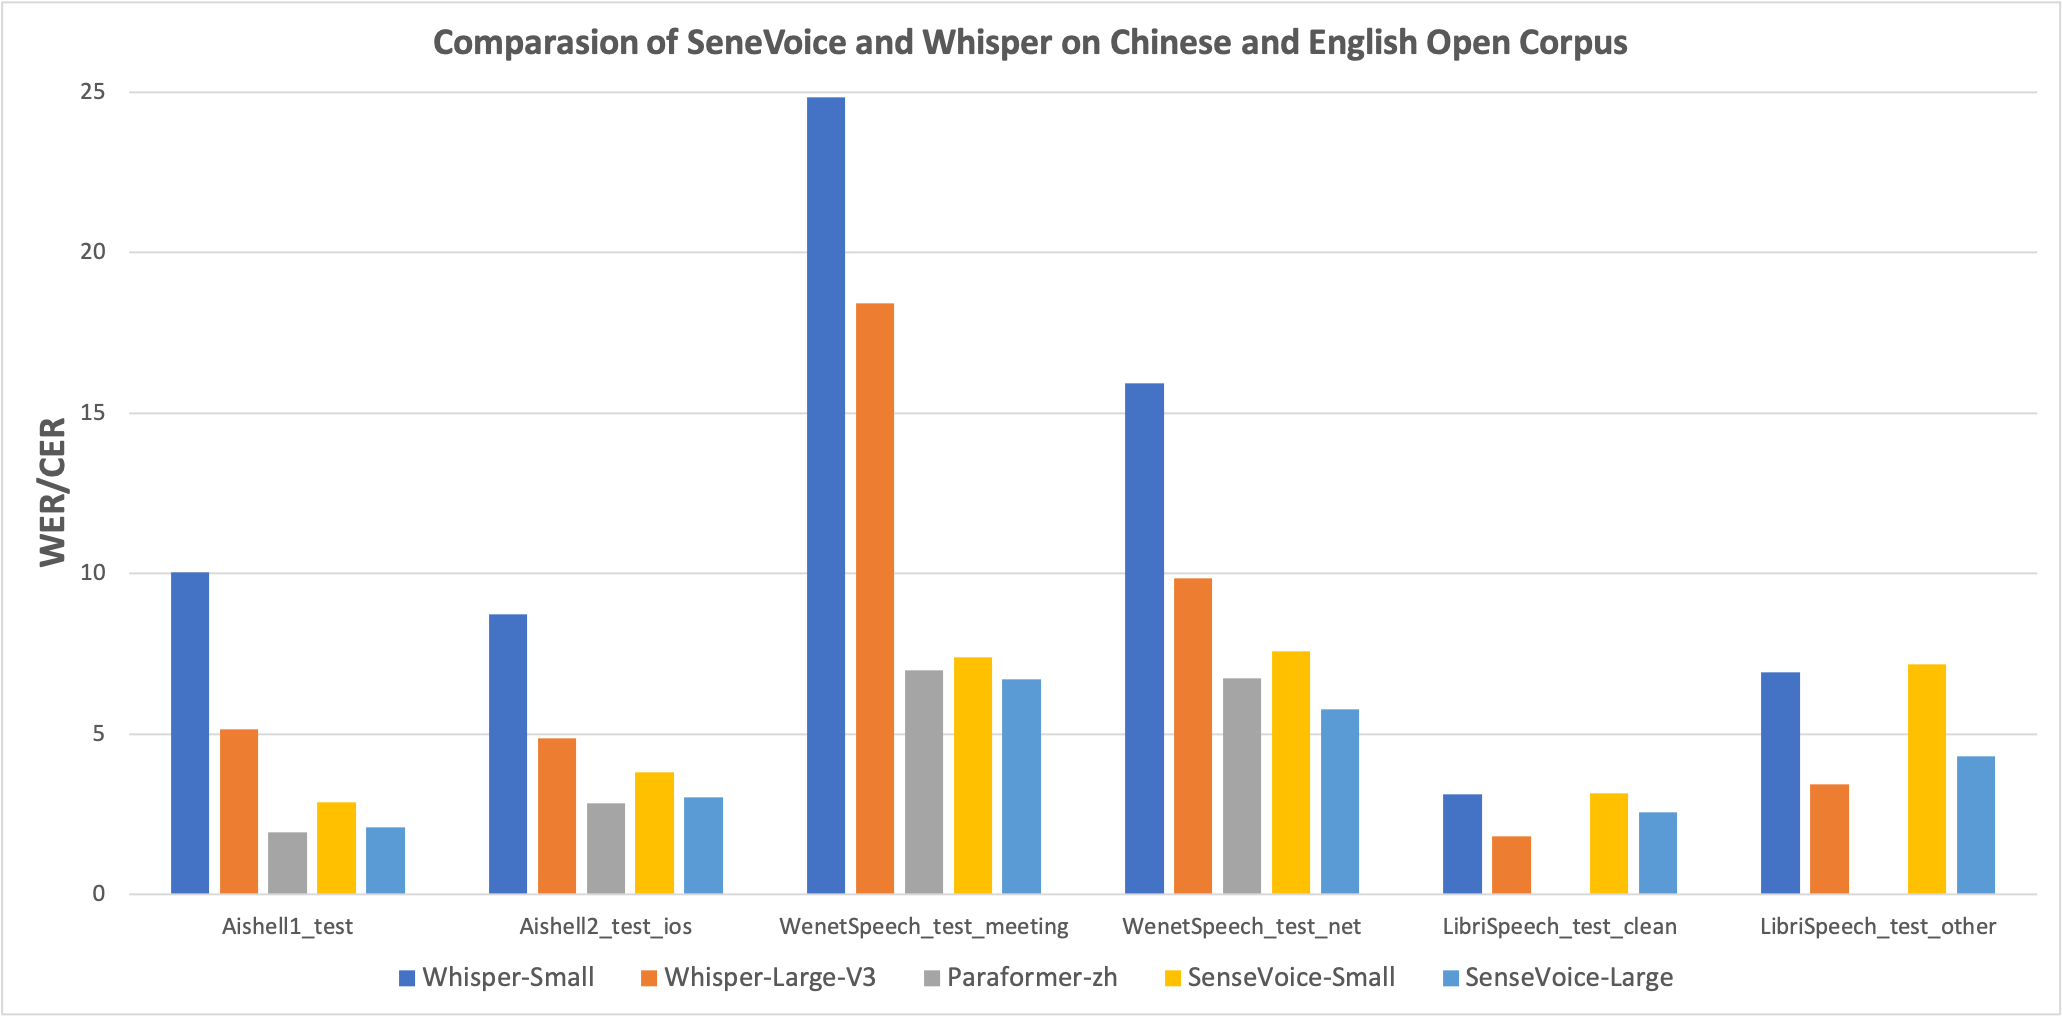 Comparasion of SeneVoice and Whisper on Chinese and English Open Corpus
WER/CER
25
20
15
10
5
0
Aishell1_test Aishell2_test_ios WenetSpeech_test_meeting WenetSpeech_test_net LibriSpeech_test_clean LibriSpeech_test_other
Whisper-Small Whisper-Large-V3 Paraformer-zh SenseVoice-Small SenseVoice-Large